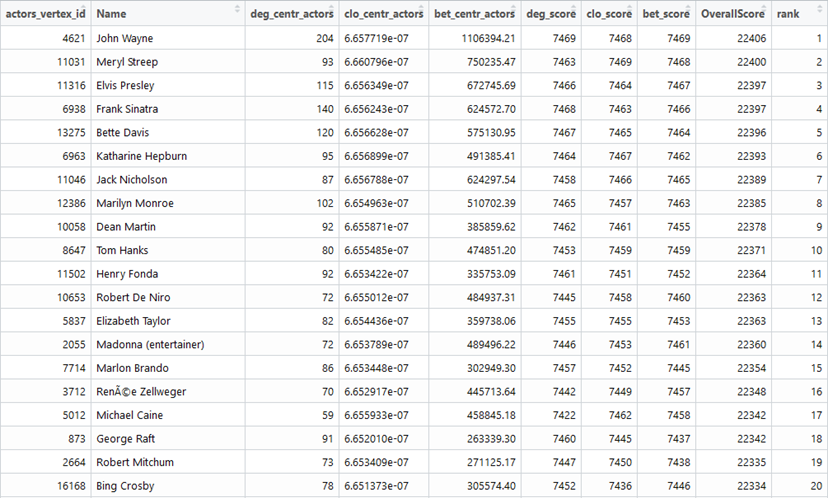 actors_vertex_id Name deg_centr_actors clo_centr_actors bet_centr_actors deg_score clo_score bet_score OverallScore rank
4621 John Wayne 204 6.657719e-07 1106394.21 7469 7468 7469 22406 1
11031 Meryl Streep 93 6.660796e-07 750235.47 7463 7469 7468 22400 2
11316 Elvis Presley 115 6.656349e-07 672745.69 7466 7464 7467 22397 3
6938 Frank Sinatra 140 6.656243e-07 624572.70 7468 7463 7466 22397 4
13275 Bette Davis 120 6.656628e-07 575130.95 7467 7465 7464 22396 5
6963 Katharine Hepburn 95 6.656899e-07 491385.41 7464 7467 7462 22393 6
11046 Jack Nicholson 87 6.656788e-07 624297.54 7458 7466 7465 22389 7
12386 Marilyn Monroe 102 6.654963e-07 510702.39 7465 7457 7463 22385 8
10058 Dean Martin 92 6.655871e-07 385859.62 7462 7461 7455 22378 9
8647 Tom Hanks 80 6.655485e-07 474851.20 7453 7459 7459 22371 10
11502 Henry Fonda 92 6.653422e-07 335753.09 7461 7451 7452 22364 11
10653 Robert De Niro 72 6.655012e-07 484937.31 7445 7458 7460 22363 12
5837 Elizabeth Taylor 82 6.654436e-07 359738.06 7455 7455 7453 22363 13
2055 Madonna (entertainer) 72 6.653789e-07 489496.22 7446 7453 7461 22360 14
7714 Marlon Brando 86 6.653448e-07 302949.30 7457 7452 7445 22354 15
3712 RenÃ©e Zellweger 70 6.652917e-07 445713.64 7442 7449 7457 22348 16
5012 Michael Caine 59 6.655933e-07 458845.18 7422 7462 7458 22342 17
873 George Raft 91 6.652010e-07 263339.30 7460 7445 7437 22342 18
2664 Robert Mitchum 73 6.653409e-07 271125.17 7447 7450 7438 22335 19
16168 Bing Crosby 78 6.651373e-07 305574.40 7452 7436 7446 22334 20